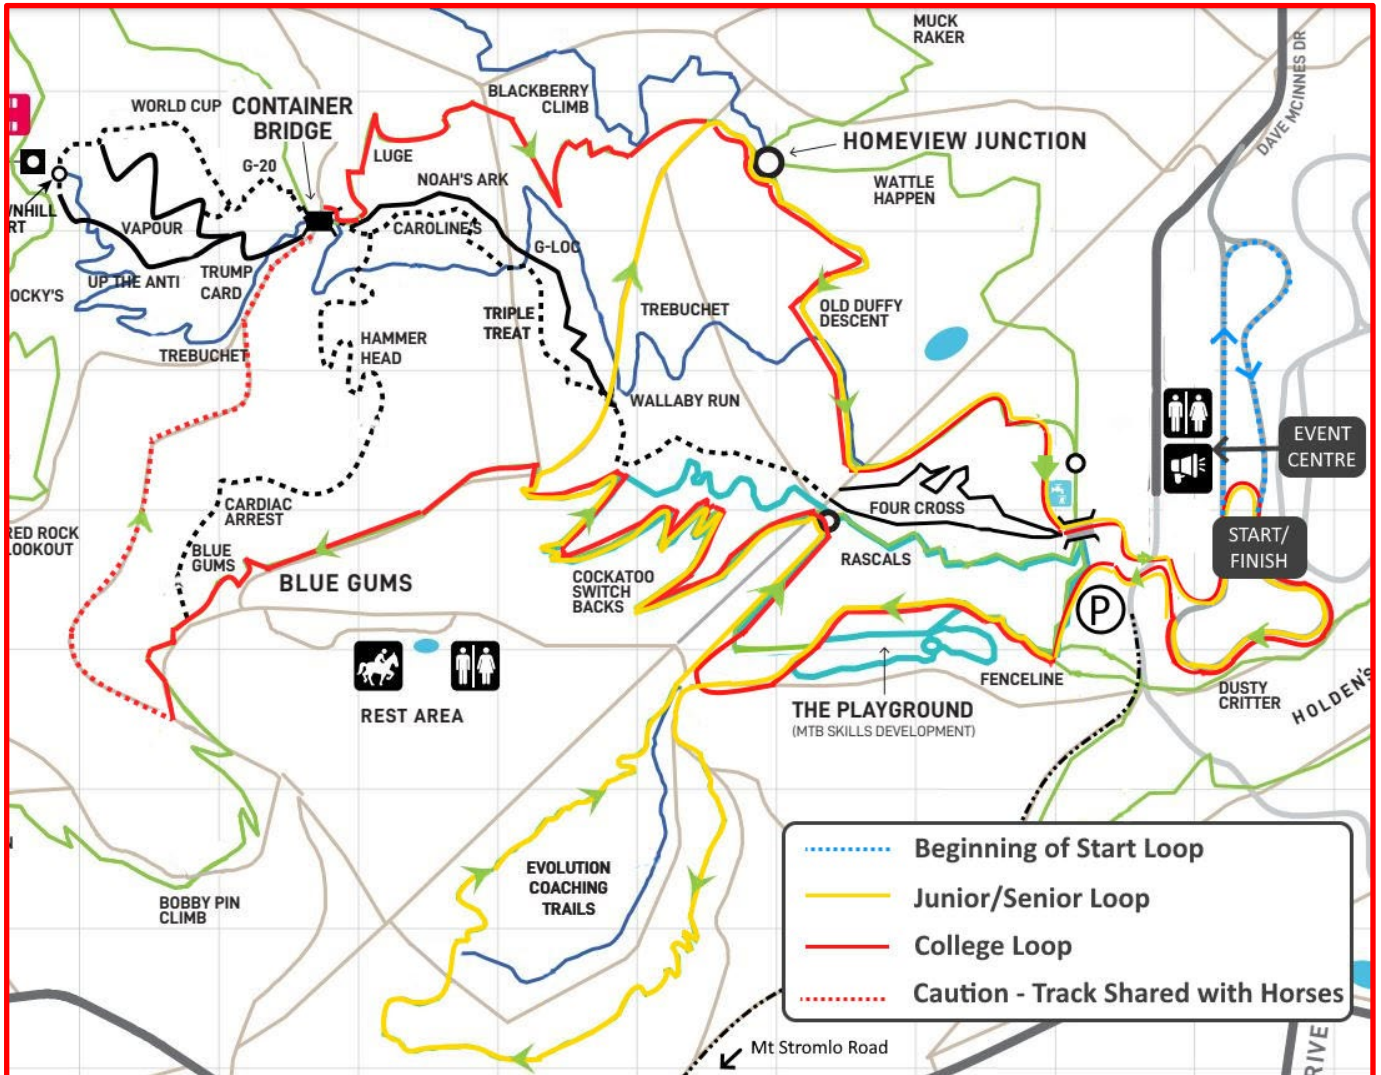 MUCK
RAKER
DAVE MCINNES DR
BLACKBERRY
CLIMB
WORLD CUP
CONTAINER
BRIDGE
HOMEVIEW JUNCTION
LUGE
G-20
NOAH'S ARK
WATTLE
HAPPEN
VAPOUR
CAROLINE'S
G-LOC
UP THE ANTI
TRUMP
CARD
TRIPLE
TREAT
TREBUCHET
OLD DUFFY
DESCENT
TREBUCHET
HAMMER
HEAD
WALLABY RUN
EVENT
CENTRE
CARDIAC
ARREST
FOUR CROSS
RED ROCK
LOOKOUT
BLUE
GUMS
START/
FINISH
BLUE GUMS
COCKATOO
SWITCH
BACKS
RASCALS
P
FENCELINE
DUSTY
CRITTER
HOLDEN'S
REST AREA
THE PLAYGROUND
(MTB SKILLS DEVELOPMENT)
EVOLUTION
COACHING
TRAILS
BOBBY PIN
CLIMB
Beginning of Start Loop
Junior/Senior Loop
College Loop
Caution - Track Shared with Horses
Mt Stromlo Road